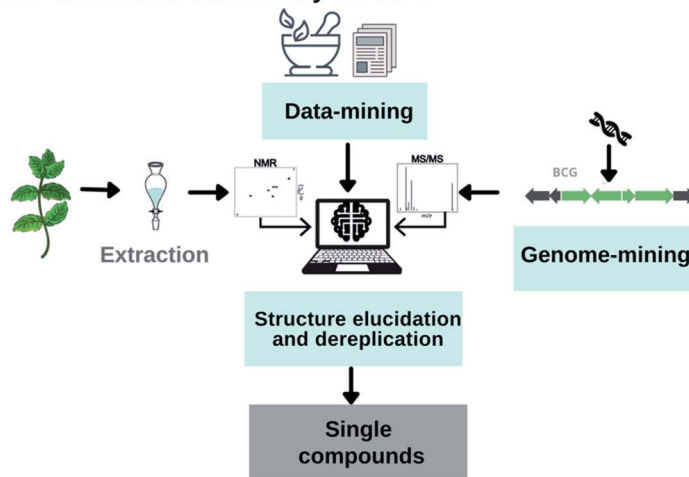 Data-mining
NMR
MS/MS
m/z
BCG
Extraction
Genome-mining
Structure elucidation
and dereplication
Single
compounds